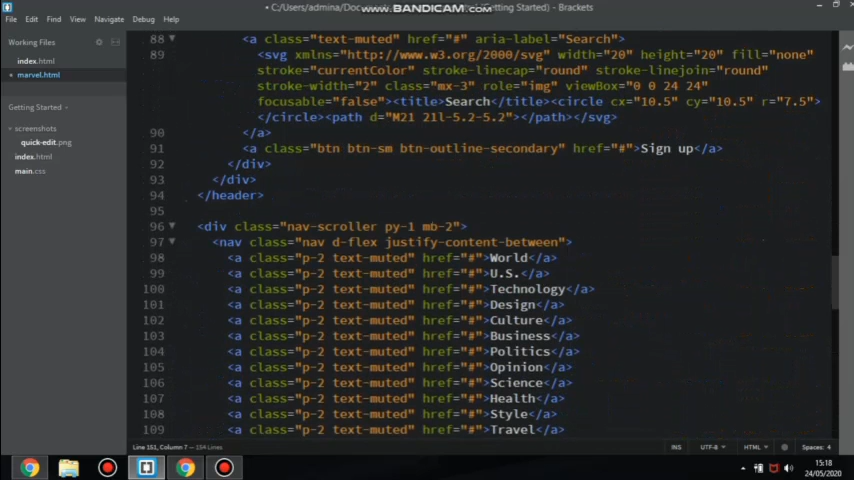 • C:/Users/admina/Docu
www.BANDICAM.com
Getting Started) - Brackets
File Edit Find View Navigate Debug Help
Working Files
index.html
• marvel.html
Getting Started
screenshots
quick-edit.png
index.html
main.css
88 <a class="text-muted" href="#" aria-label="Search">
89 <svg xmlns="http://www.w3.org/2000/svg" width="20" height="20" fill="none"
stroke="currentColor" stroke-linecap="round" stroke-linejoin="round"
stroke-width="2" class="mx-3" role="img" viewBox="0 0 24 24"
focusable="false"><title>Search</title><circle cx="10.5" cy="10.5" r="7.5">
</circle><path d="M21 21l-5.2-5.2"></path></svg>
90 </a>
91 <a class="btn btn-sm btn-outline-secondary" href="#">Sign up</a>
92 </div>
93 </div>
94 </header>
95
96 <div class="nav-scroller py-1 mb-2">
97 <nav class="nav d-flex justify-content-between">
98 <a class="p-2 text-muted" href="#">World</a>
99 <a class="p-2 text-muted" href="#">U.S.</a>
100 <a class="p-2 text-muted" href="#">Technology</a>
101 <a class="p-2 text-muted" href="#">Design</a>
102 <a class="p-2 text-muted" href="#">Culture</a>
103 <a class="p-2 text-muted" href="#">Business</a>
104 <a class="p-2 text-muted" href="#">Politics</a>
105 <a class="p-2 text-muted" href="#">Opinion</a>
106 <a class="p-2 text-muted" href="#">Science</a>
107 <a class="p-2 text-muted" href="#">Health</a>
108 <a class="p-2 text-muted" href="#">Style</a>
109 <a class="p-2 text-muted" href="#">Travel</a>
Line 151, Column 7 — 194 Lines
INS UTF-8 HTML Spaces: 4
15:18
24/05/2020